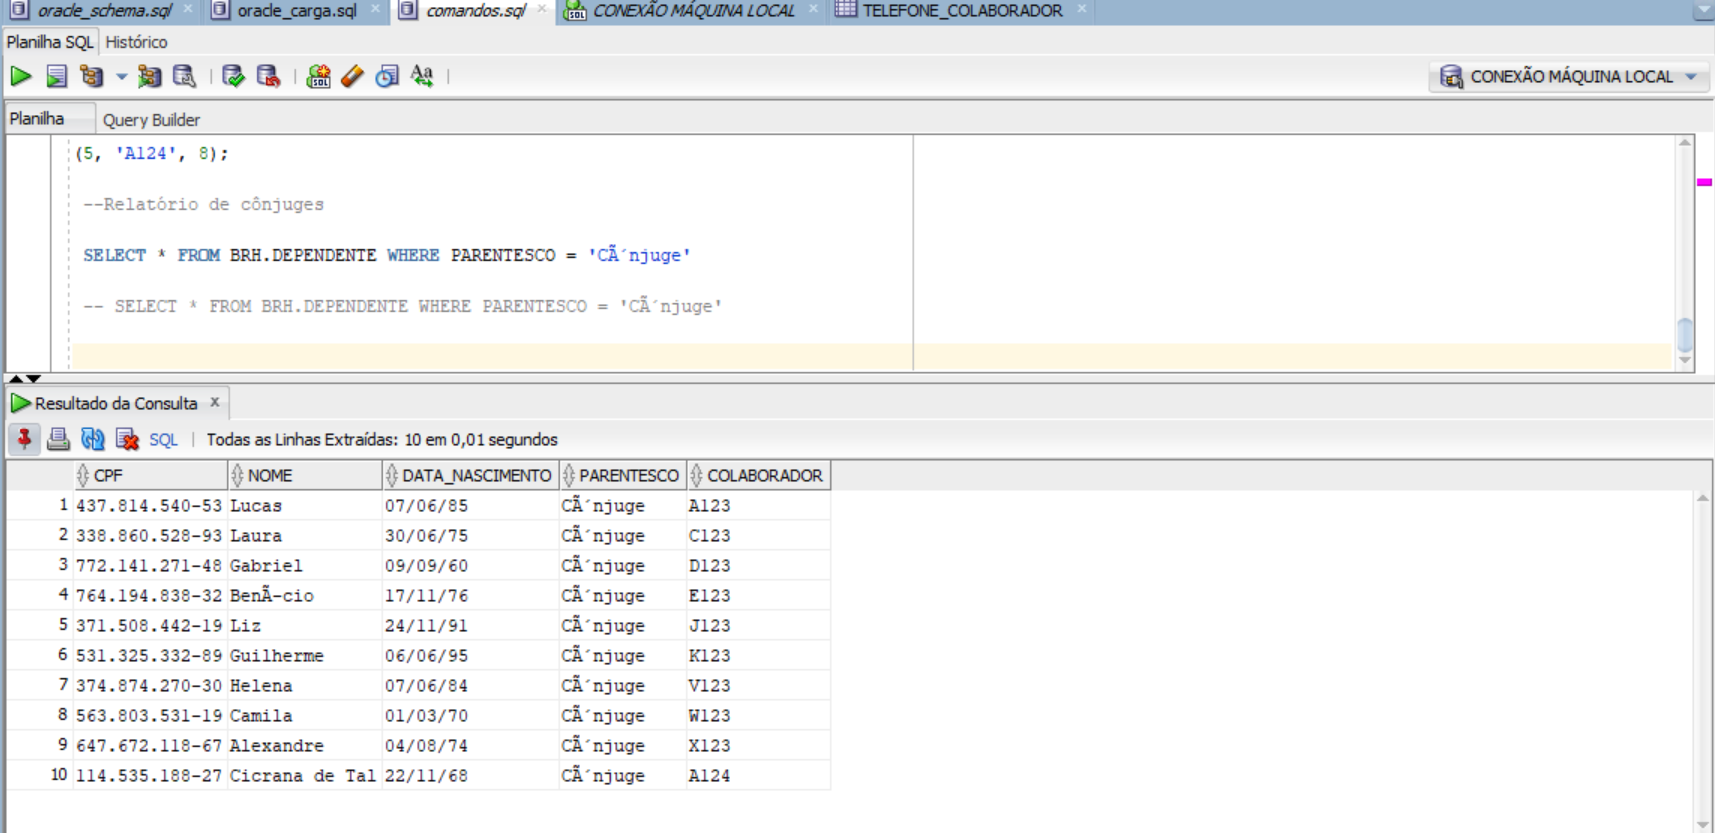 oracle_schema.sql × oracle_carga.sql × comandos.sql × CONEXÃO MÁQUINA LOCAL × TELEFONE_COLABORADOR ×
Planilha SQL Histórico
CONEXÃO MÁQUINA LOCAL
Planilha Query Builder
(5, 'A124', 8);
--Relatório de cônjuges
SELECT * FROM BRH.DEPENDENTE WHERE PARENTESCO = 'CÃ´njuge'
-- SELECT * FROM BRH.DEPENDENTE WHERE PARENTESCO = 'CÃ´njuge'
Resultado da Consulta x
SQL | Todas as Linhas Extraídas: 10 em 0,01 segundos
CPF NOME DATA_NASCIMENTO PARENTESCO COLABORADOR
1 437.814.540-53 Lucas 07/06/85 CÃ´njuge A123
2 338.860.528-93 Laura 30/06/75 CÃ´njuge C123
3 772.141.271-48 Gabriel 09/09/60 CÃ´njuge D123
4 764.194.838-32 BenÃ-cio 17/11/76 CÃ´njuge E123
5 371.508.442-19 Liz 24/11/91 CÃ´njuge J123
6 531.325.332-89 Guilherme 06/06/95 CÃ´njuge K123
7 374.874.270-30 Helena 07/06/84 CÃ´njuge V123
8 563.803.531-19 Camila 01/03/70 CÃ´njuge W123
9 647.672.118-67 Alexandre 04/08/74 CÃ´njuge X123
10 114.535.188-27 Cicrana de Tal 22/11/68 CÃ´njuge A124